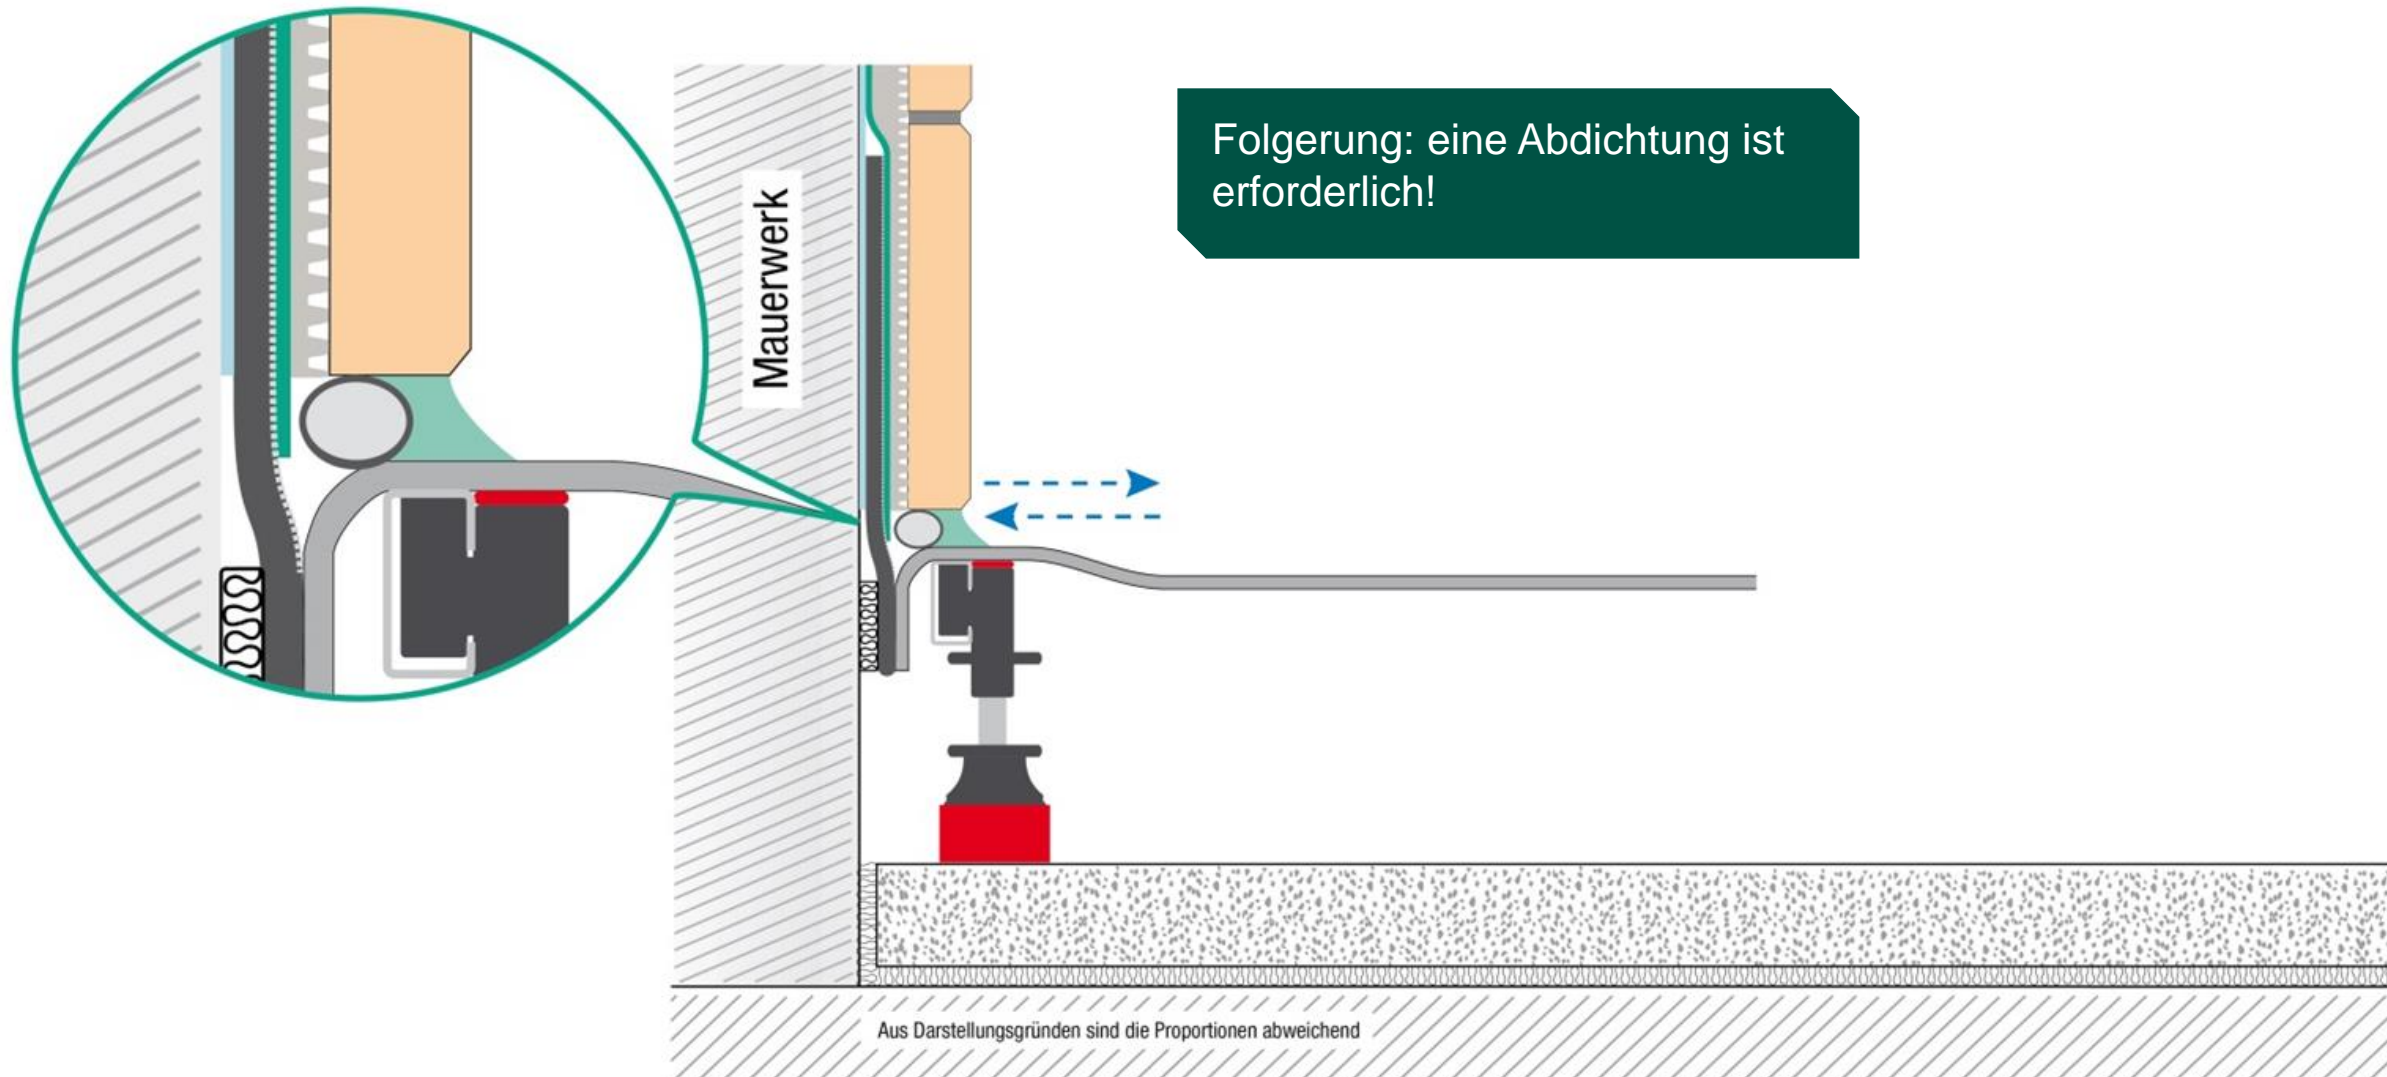 Folgerung: eine Abdichtung ist
erforderlich!
Mauerwerk
Aus Darstellungsgründen sind die Proportionen abweichend